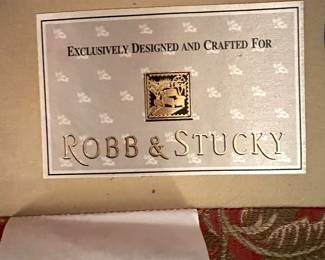 EXCLUSIVELY DESIGNED AND CRAFTED FOR
ROBB & STUCKY